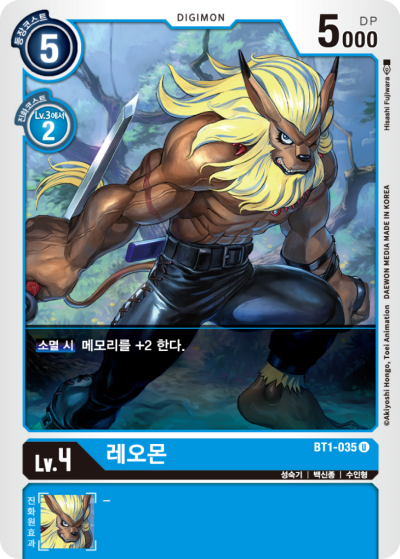 등장코스트
5
DIGIMON
DP
5000
진화코스트
Lv.3에서
2
Hisashi Fujiwara
©Akiyoshi Hongo, Toei Animation DAEWON MEDIA MADE IN KOREA
소멸 시 메모리를 +2 한다.
BT1-035 U
Lv.4
레오몬
성숙기 | 백신종 | 수인형
진화원효과
–